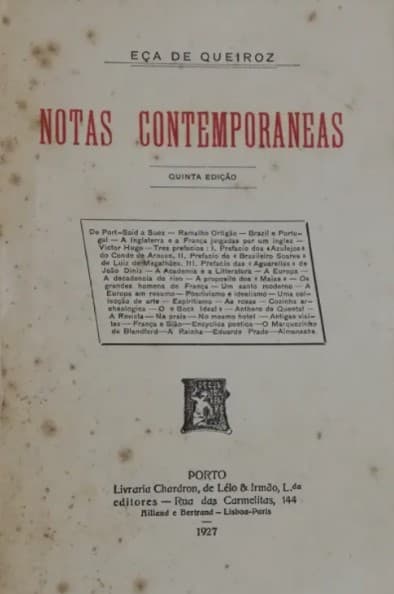 EÇA DE QUEIROZ
NOTAS CONTEMPORANEAS
QUINTA EDIÇÃO
De Port-Said a Suez — Ramalho Ortigão — Brazil e Portu-
gal — A Inglaterra e a França julgadas por um inglez —
Victor Hugo — Tres prefacios: I. Prefacio dos «Azulejos»
do Conde de Arnoso, II. Prefacio do « Brazileiro Soares »
de Luiz de Magalhães, III. Prefacio das «Aguarellas» de
João Diniz — A Academia e a Litteratura — A Europa —
A decadencia do riso — A proposito dos «Maias» — Os
grandes homens de França — Um santo moderno — A
Europa em resumo — Positivismo e idealismo — Uma col-
lecção de arte — Espiritismo — As rosas — Cozinha ar-
cheologica — O «Bock Ideal» — Anthero de Quental —
A Revista — Na praia — No mesmo hotel — Antigas visi-
tas — França e Sião — Encyclica poetica — O Marquezinho
de Blandford — A Rainha — Eduardo Prado — Almanachs.
PORTO
Livraria Chardron, de Lélo & Irmão, L.da
editores — Rua das Carmelitas, 144
Aillaud e Bertrand — Lisboa-Paris
1927